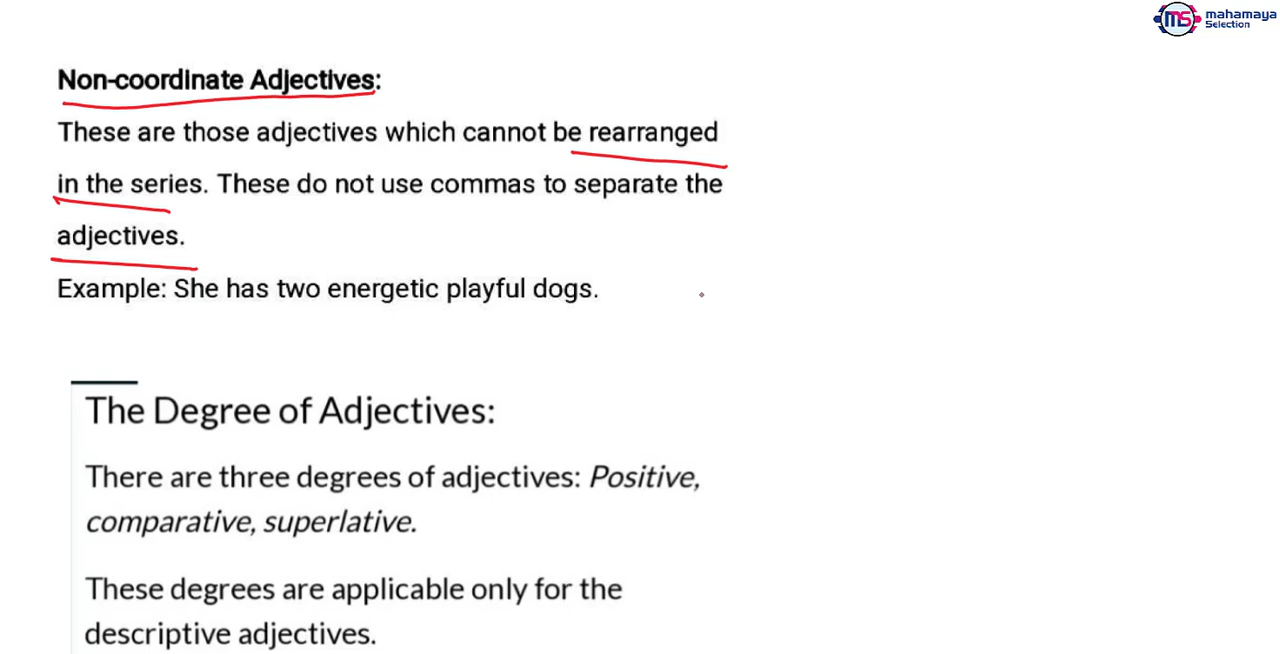 mahamaya
Selection
Non-coordinate Adjectives:
These are those adjectives which cannot be rearranged
in the series. These do not use commas to separate the
adjectives.
Example: She has two energetic playful dogs.
The Degree of Adjectives:
There are three degrees of adjectives: Positive,
comparative, superlative.
These degrees are applicable only for the
descriptive adjectives.